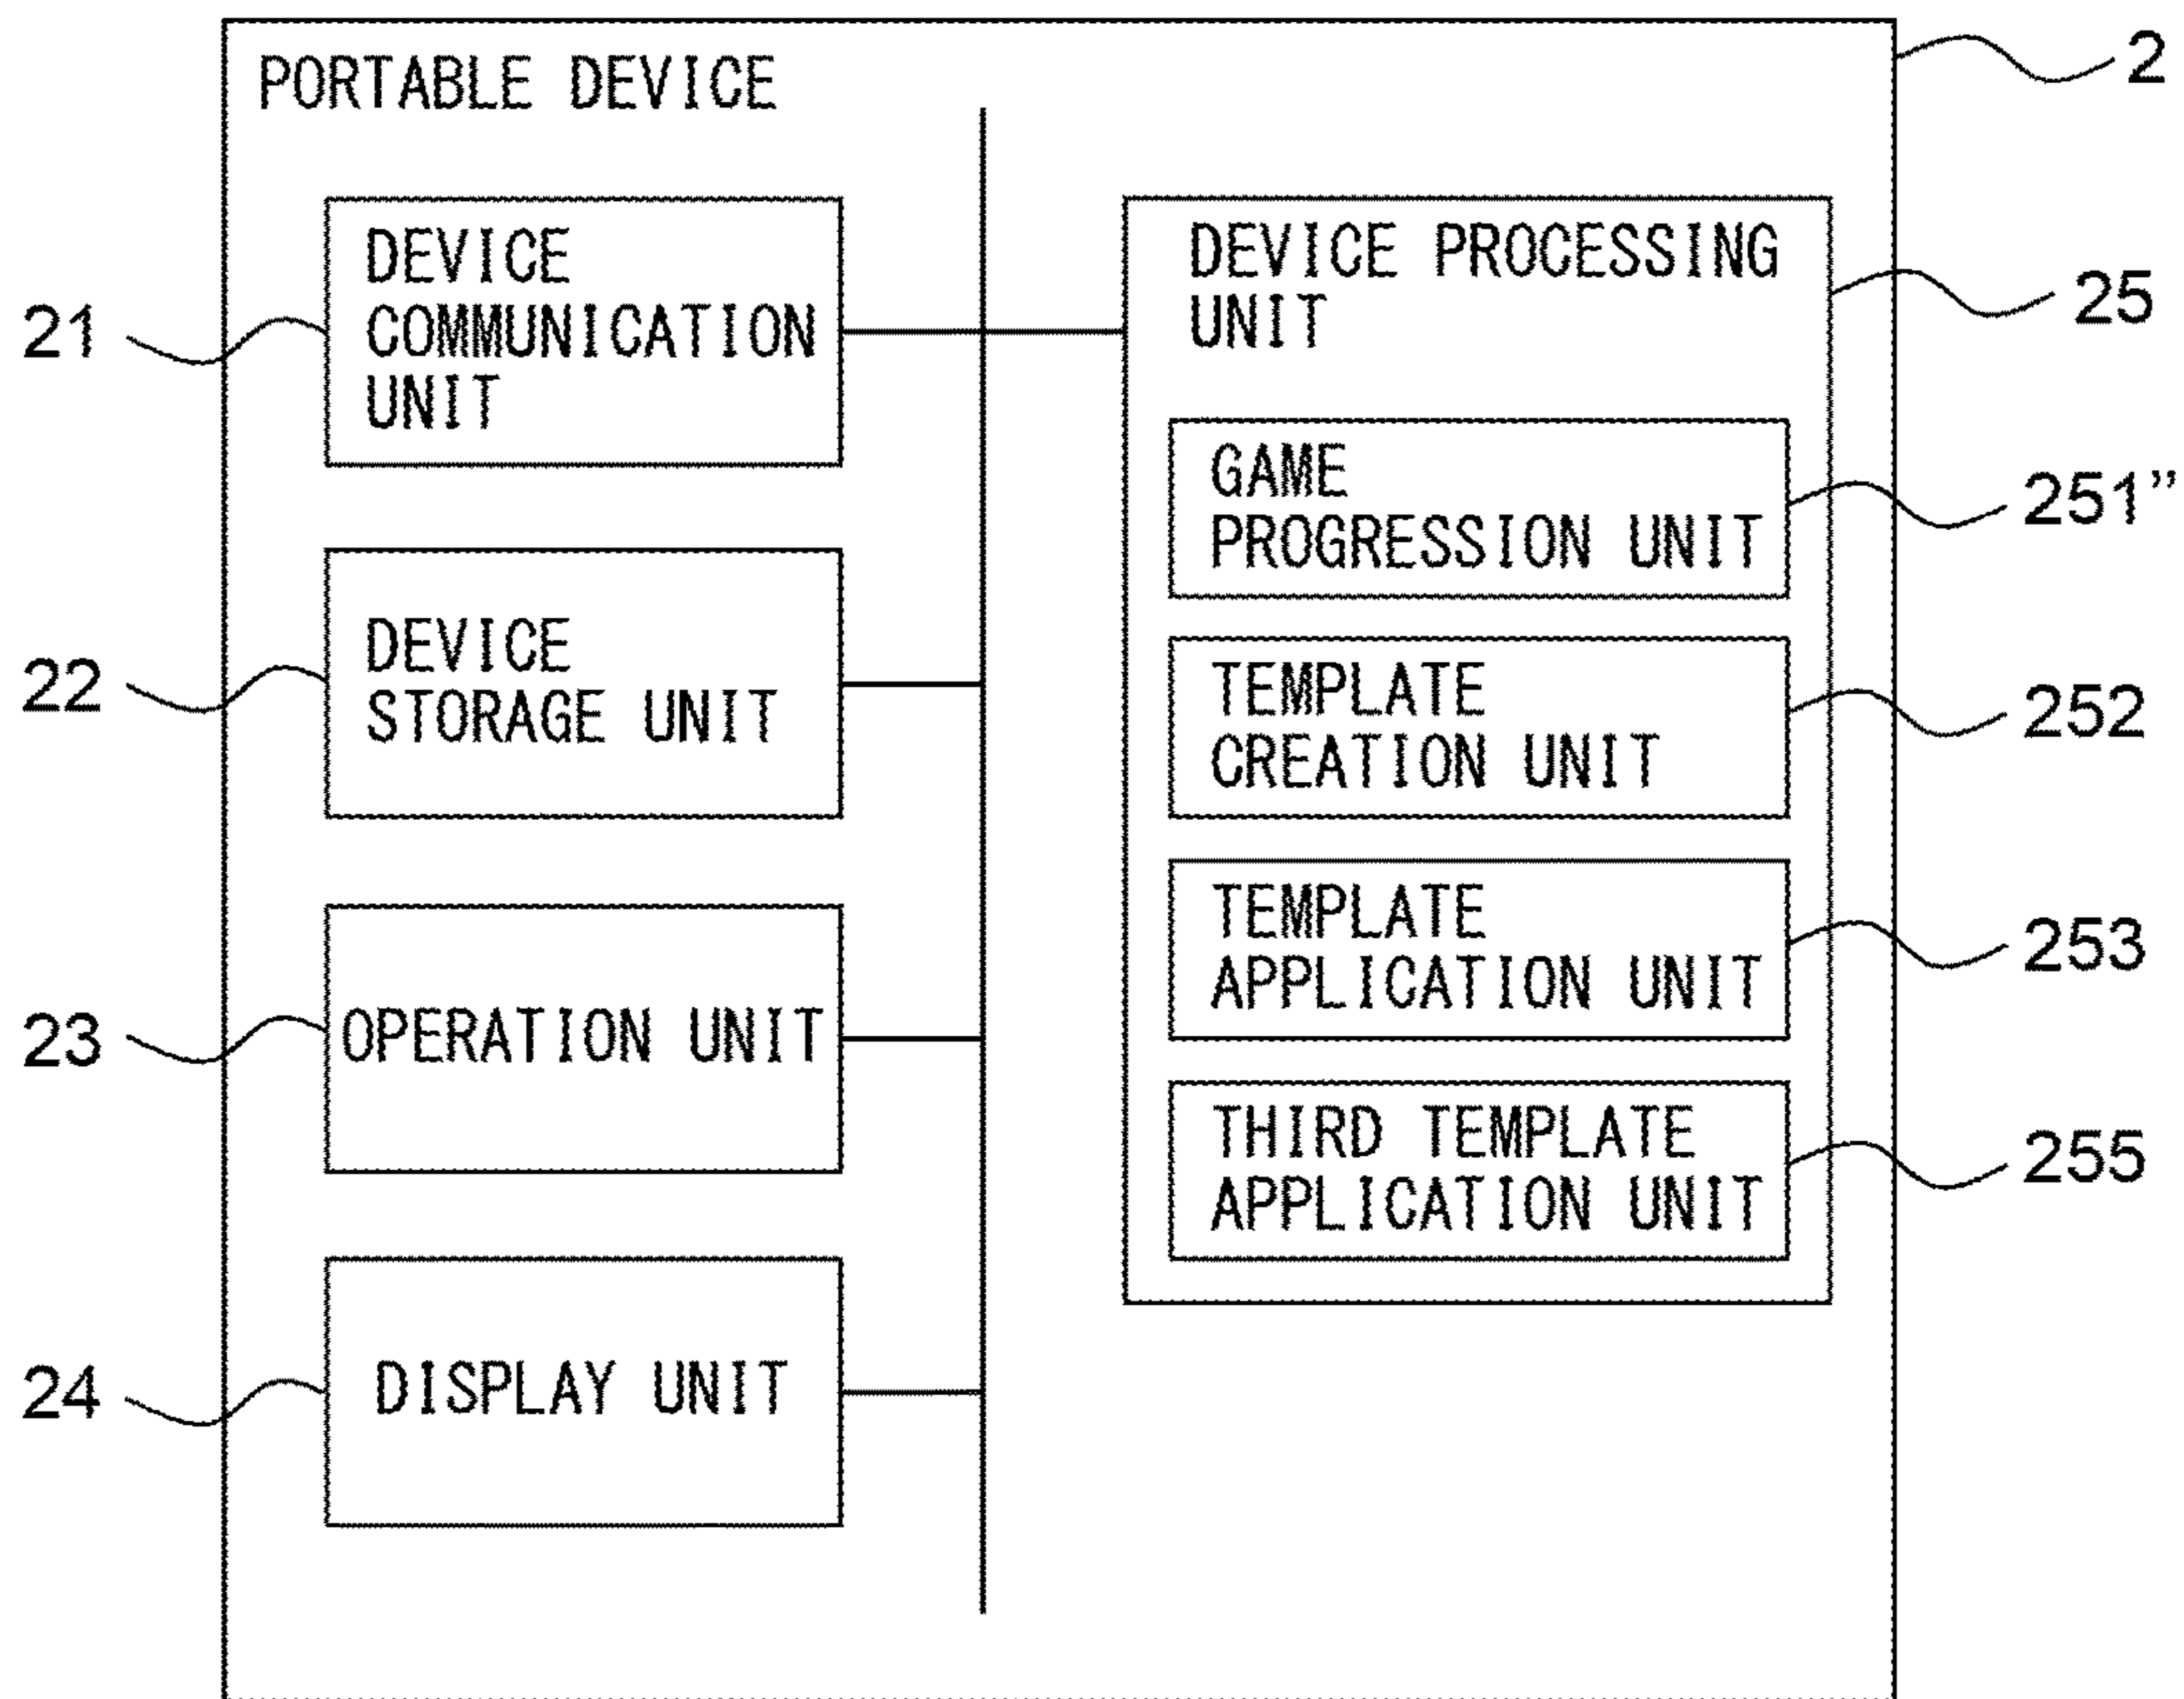 PORTABLE DEVICE
2
DEVICE
COMMUNICATION
UNIT
21
DEVICE
STORAGE UNIT
22
OPERATION UNIT
23
DISPLAY UNIT
24
DEVICE PROCESSING
UNIT
25
GAME
PROGRESSION UNIT
251”
TEMPLATE
CREATION UNIT
252
TEMPLATE
APPLICATION UNIT
253
THIRD TEMPLATE
APPLICATION UNIT
255